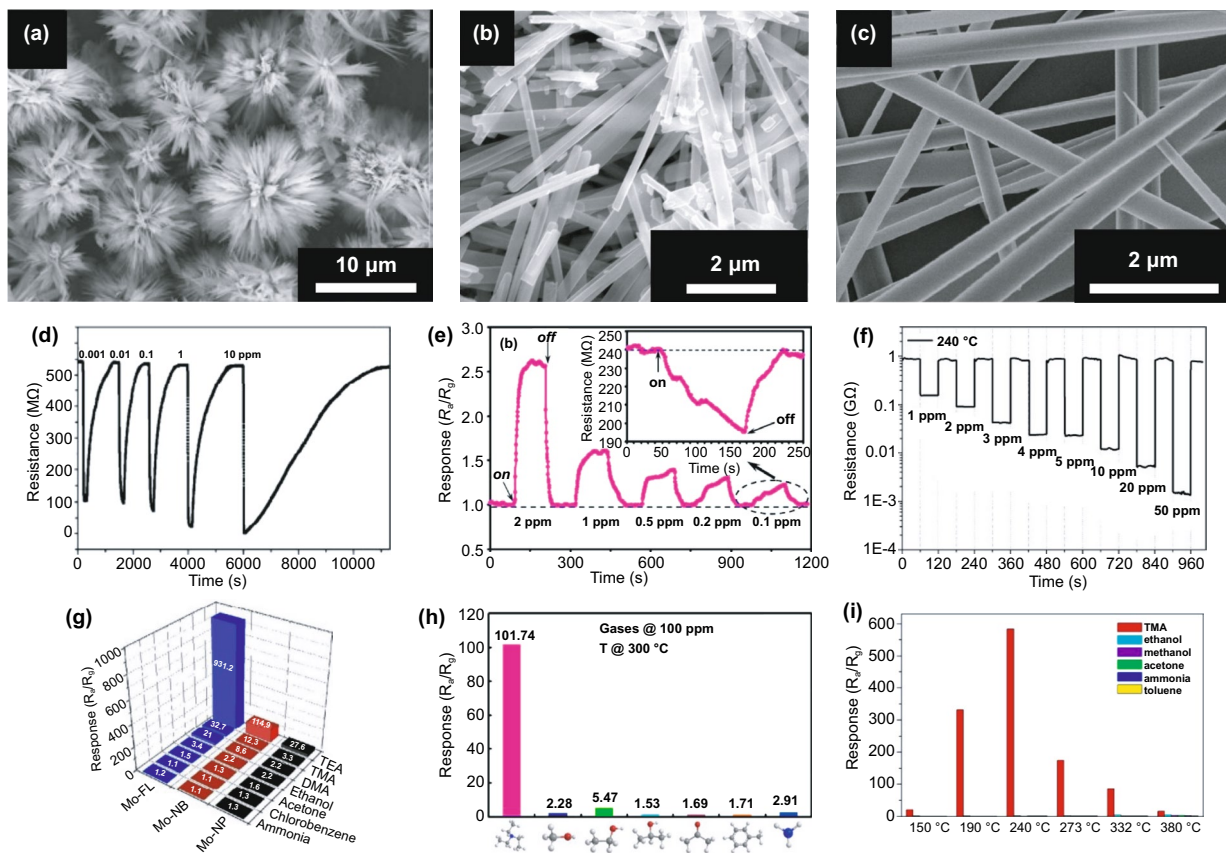 (a)
10 µm
(b)
2 µm
(c)
2 µm
(d)
0.001 0.01 0.1 1 10 ppm
500
400
300
200
100
0
Resistance (MΩ)
0 2000 4000 6000 8000 10000
Time (s)
(e)
3.0
2.5
2.0
1.5
1.0
0.5
Response (Ra/Rg)
(b)
off
on
2 ppm 1 ppm 0.5 ppm 0.2 ppm 0.1 ppm
0 300 600 900 1200
Time (s)
250
240
230
220
210
200
190
Resistance (MΩ)
on
off
0 50 100 150 200 250
Time (s)
(f)
240 °C
1
0.1
0.01
1E-3
1E-4
Resistance (GΩ)
1 ppm
2 ppm
3 ppm
4 ppm
5 ppm
10 ppm
20 ppm
50 ppm
0 120 240 360 480 600 720 840 960
Time (s)
(g)
1000
800
600
400
200
0
Response (Ra/Rg)
931.2
32.7
21
3.4
1.5
1.1
1.2
114.9
12.3
8.6
2.2
1.3
1.1
1.1
27.6
3.3
2.2
2.2
1.6
1.3
1.3
Mo-FL
Mo-NB
Mo-NP
TEA
TMA
DMA
Ethanol
Acetone
Chlorobenzene
Ammonia
(h)
120
100
80
60
40
20
0
Response (Ra/Rg)
Gases @ 100 ppm
T @ 300 °C
101.74
2.28 5.47 1.53 1.69 1.71 2.91
(i)
600
500
400
300
200
100
0
Response (Ra/Rg)
TMA
ethanol
methanol
acetone
ammonia
toluene
150 °C 190 °C 240 °C 273 °C 332 °C 380 °C